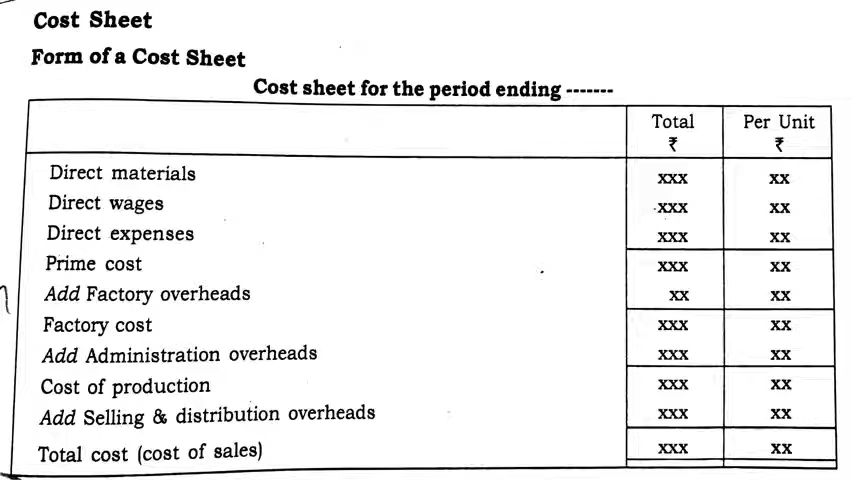 Cost Sheet
Form of a Cost Sheet
Cost sheet for the period ending -------
Total Per Unit
₹ ₹
Direct materials xxx xx
Direct wages xxx xx
Direct expenses xxx xx
Prime cost xxx xx
Add Factory overheads xx xx
Factory cost xxx xx
Add Administration overheads xxx xx
Cost of production xxx xx
Add Selling & distribution overheads xxx xx
Total cost (cost of sales) xxx xx